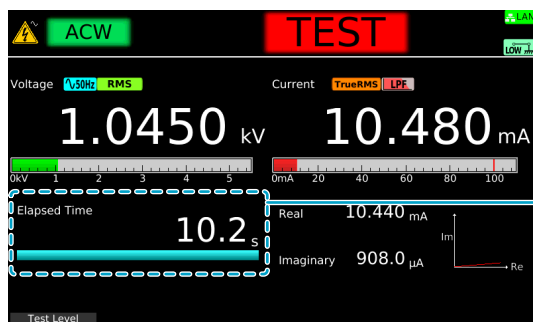 ACW
TEST
LAN
LOW
Voltage 50Hz RMS
Current TrueRMS LPF
1.0450 kV
10.480 mA
0kV 1 2 3 4 5
0mA 20 40 60 80 100
Elapsed Time
10.2 s
Real 10.440 mA
Imaginary 908.0 µA
Im
Re
Test Level